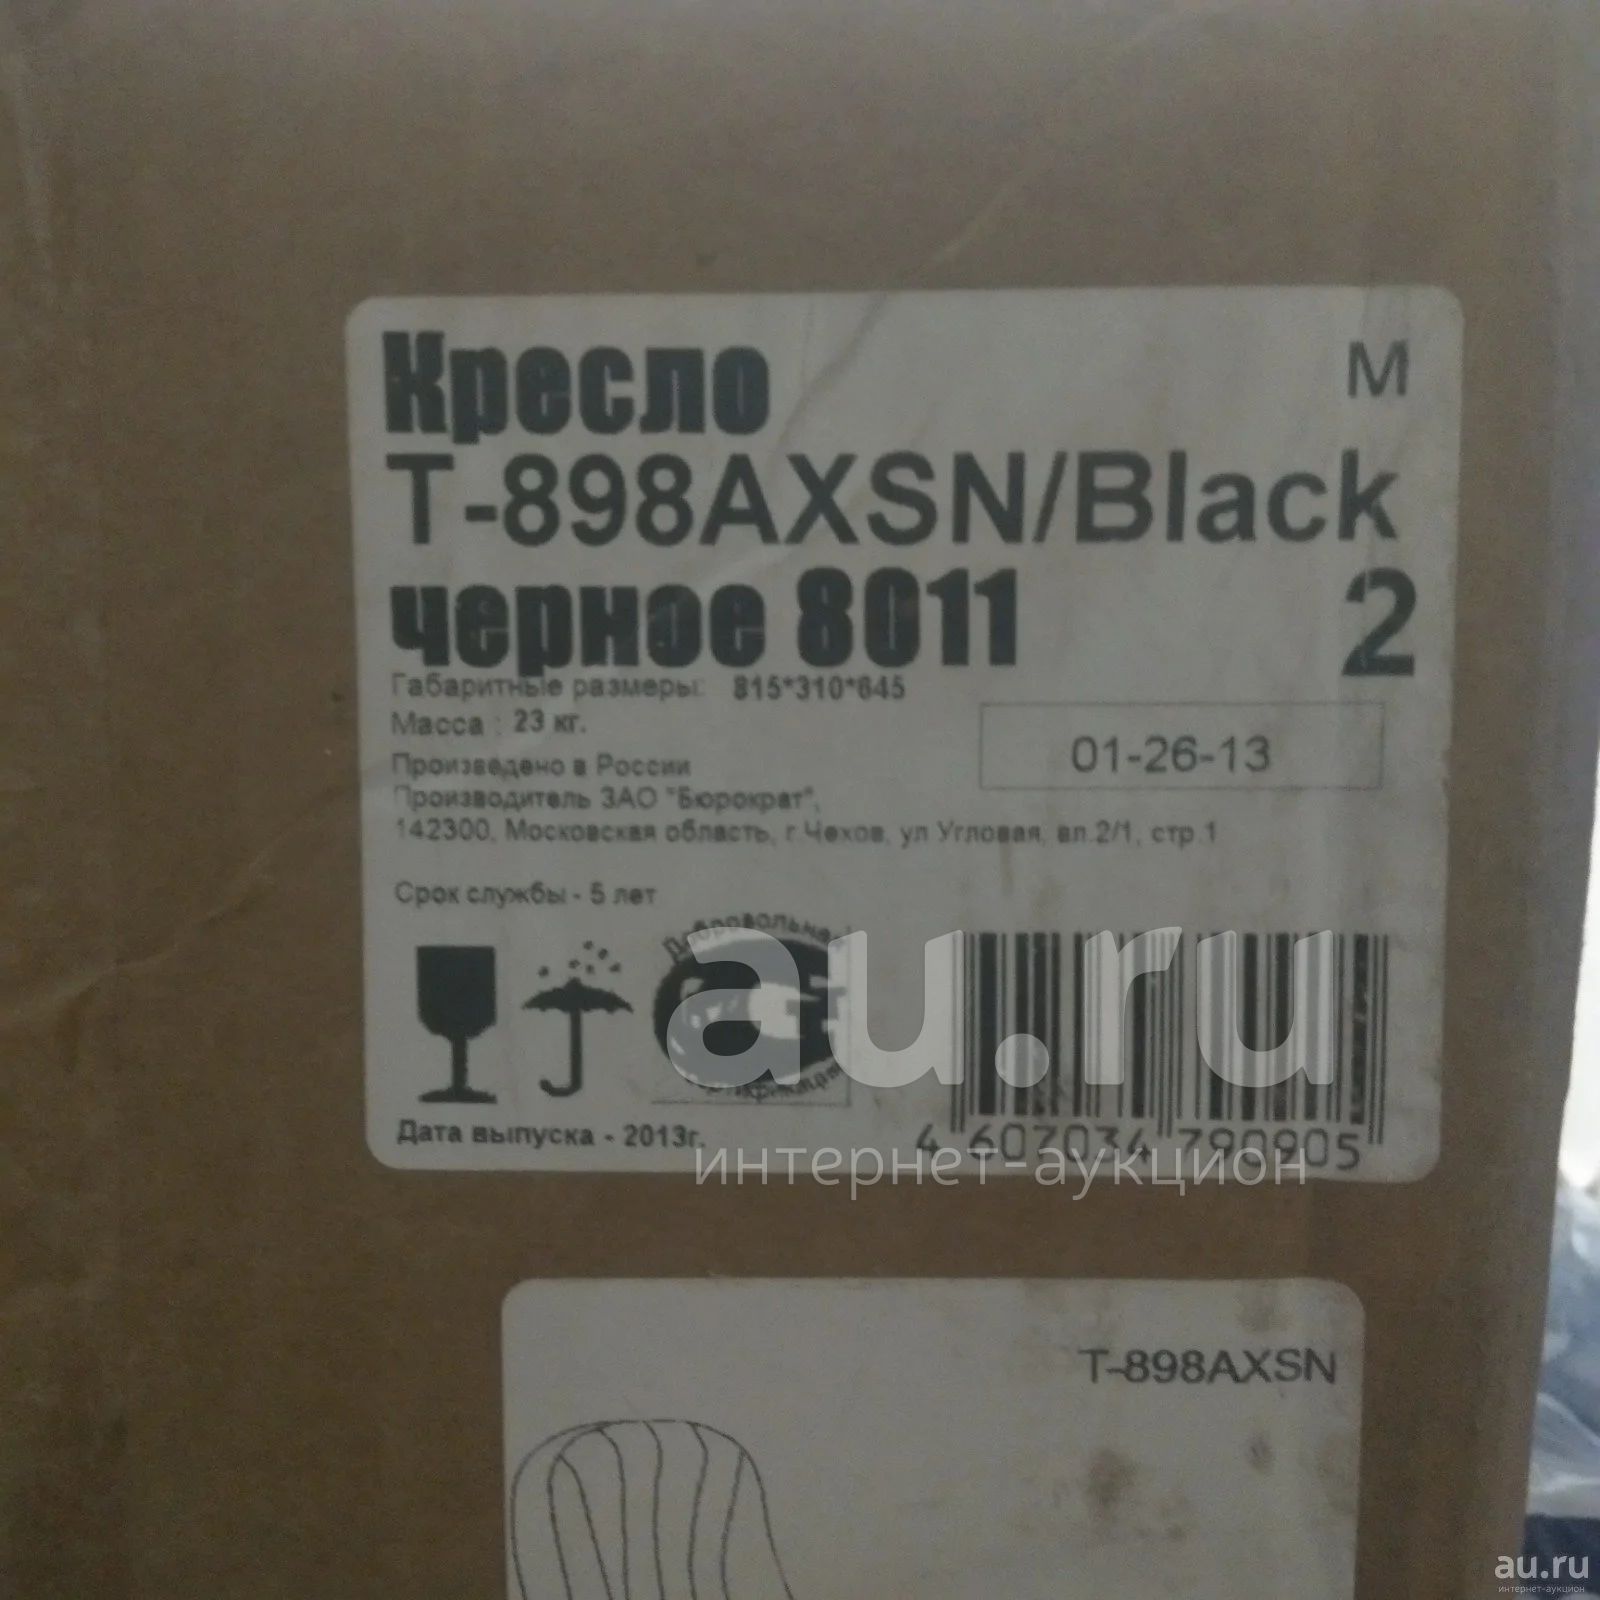 Кресло
М
Т-898AXSN/Black
черное 8011
2
Габаритные размеры: 815*310*645
Масса : 23 кг.
01-26-13
Произведено в России
Производитель ЗАО "Бюрократ",
142300, Московская область, г.Чехов, ул Угловая, вл.2/1, стр.1
Срок службы - 5 лет
Добровольная
сертификация
au.ru
Дата выпуска - 2013г.
4 607034 790905
интернет-аукцион
T-898AXSN
au.ru
интернет-аукцион